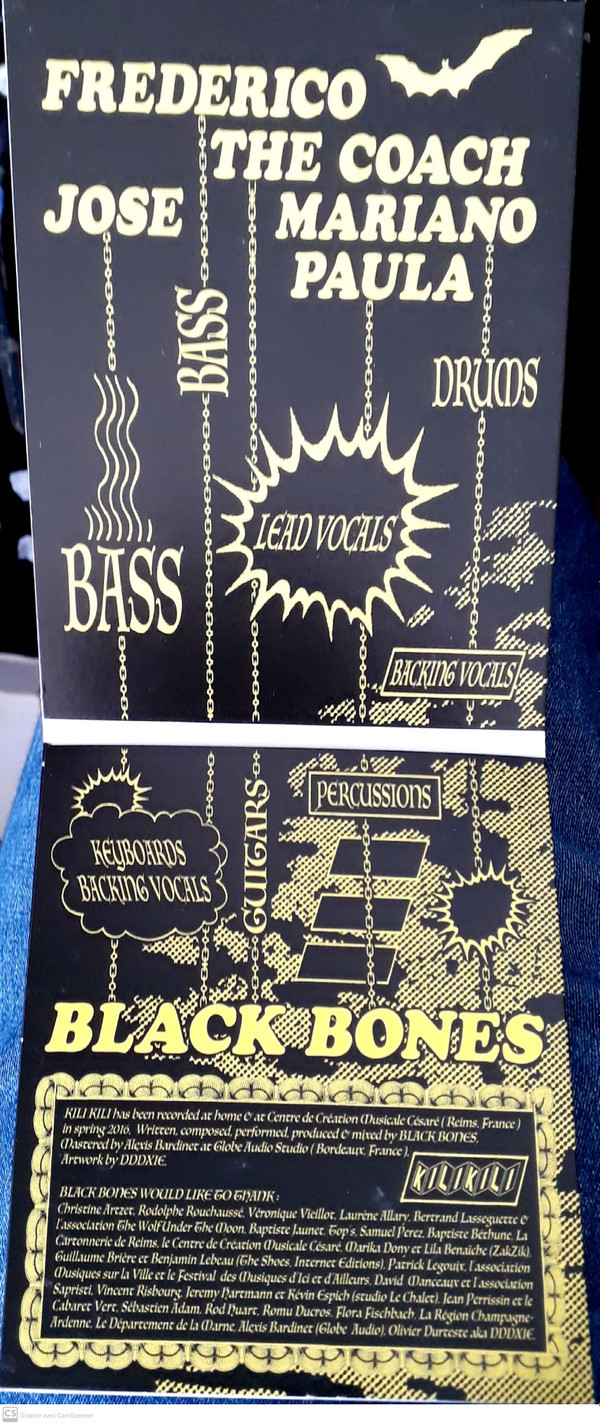 FREDERICO
THE COACH
JOSE
MARIANO
PAULA
BASS
DRUMS
LEAD VOCALS
BASS
BACKING VOCALS
PERCUSSIONS
GUITARS
KEYBOARDS
BACKING VOCALS
BLACK BONES
KILI KILI has been recorded at home & at Centre de Création Musicale Césaré ( Reims, France )
in spring 2016. Written, composed, performed, produced & mixed by BLACK BONES.
Mastered by Alexis Bardinet at Globe Audio Studio ( Bordeaux, France ).
Artwork by DDDXIE.
KILIKILI
BLACK BONES WOULD LIKE TO THANK :
Christine Artzet, Rodolphe Rouchaussé, Véronique Vieillot, Laurène Allary, Bertrand Lasseguette &
l'association The Wolf Under The Moon, Baptiste Jaunet, Top's, Samuel Perez, Baptiste Béthune, La
Cartonnerie de Reims, le Centre de Création Musicale Césaré, Marika Dony et Lila Benaiche (ZakZik),
Guillaume Brière et Benjamin Lebeau (The Shoes, Internet Editions), Patrick Legouix, l'association
Musiques sur la Ville et le Festival des Musiques d'Ici et d'Ailleurs, David Manceaux et l'association
Sapristi, Vincent Risbourg, Jeremy Hartmann et Kévin Espich (studio Le Chalet), Jean Perrissin et le
Cabaret Vert, Sébastien Adam, Rod Huart, Romu Ducros, Flora Fischbach, La Région Champagne-
Ardenne, Le Département de la Marne, Alexis Bardinet (Globe Audio), Olivier Durteste aka DDDXIE.
CS Scanné avec CamScanner